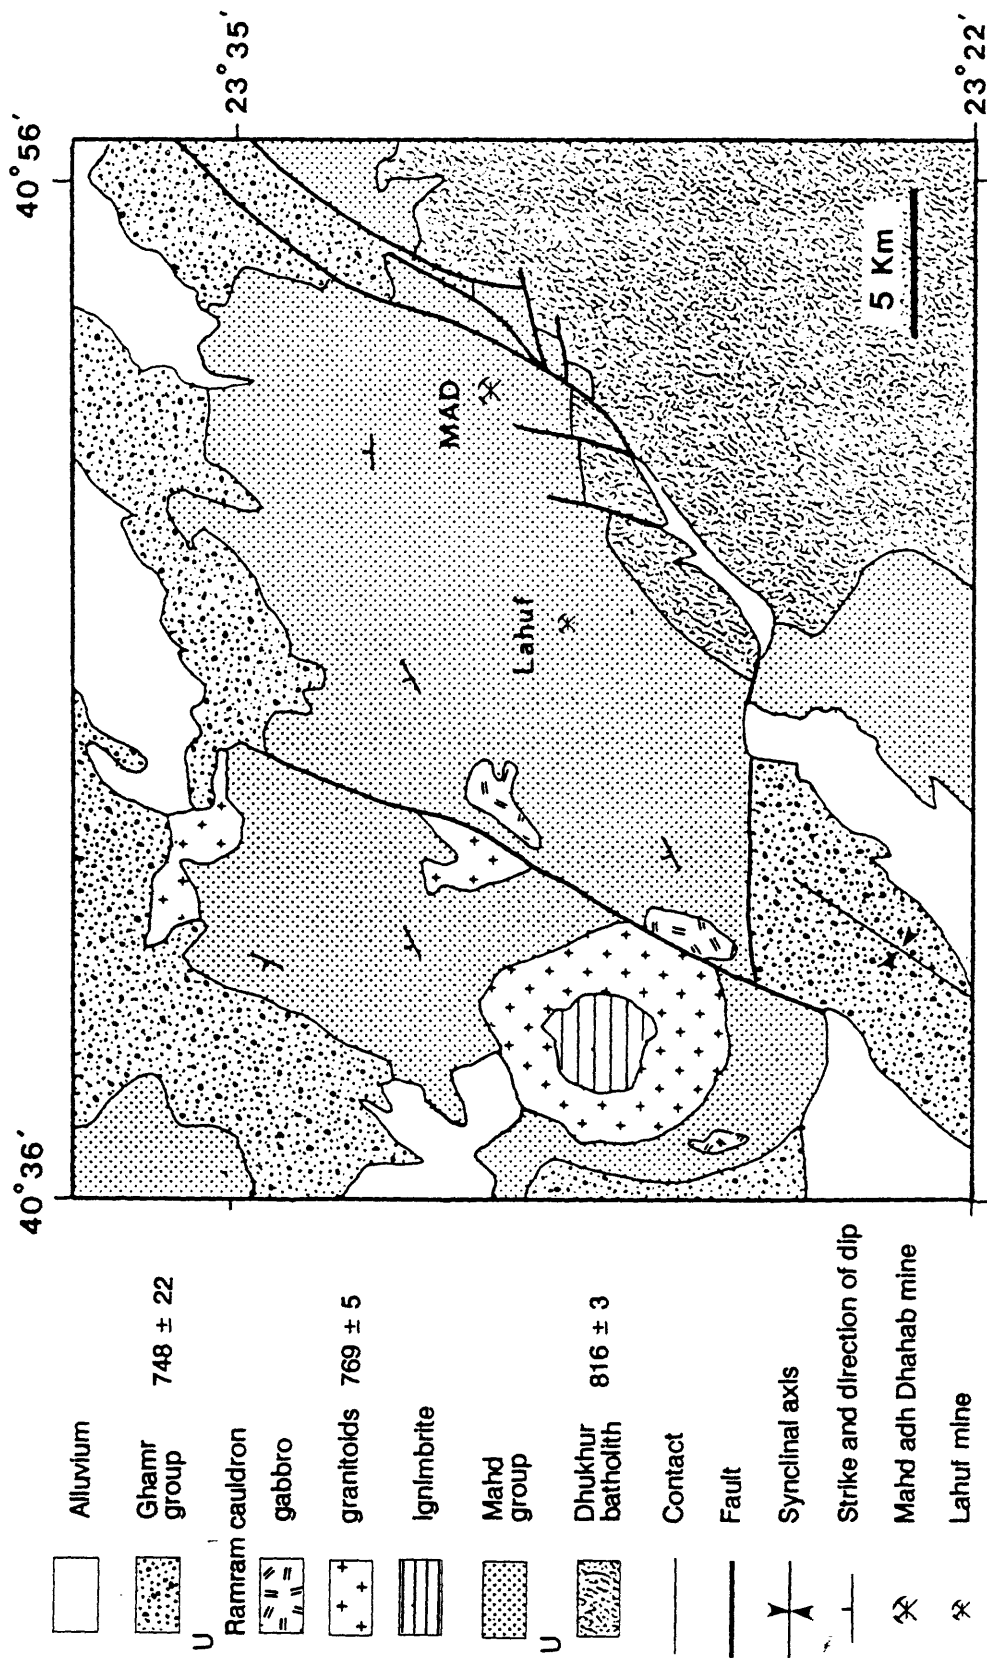 40° 56′
23° 35′
23° 22′
40° 36′
MAD
Lahuf
5 Km
Alluvium
Ghamr
group
748 ± 22
U
Ramram cauldron
gabbro
granitoids 769 ± 5
Ignimbrite
Mahd
group
U
Dhukhur
batholith
816 ± 3
Contact
Fault
Synclinal axis
Strike and direction of dip
Mahd adh Dhahab mine
Lahuf mine